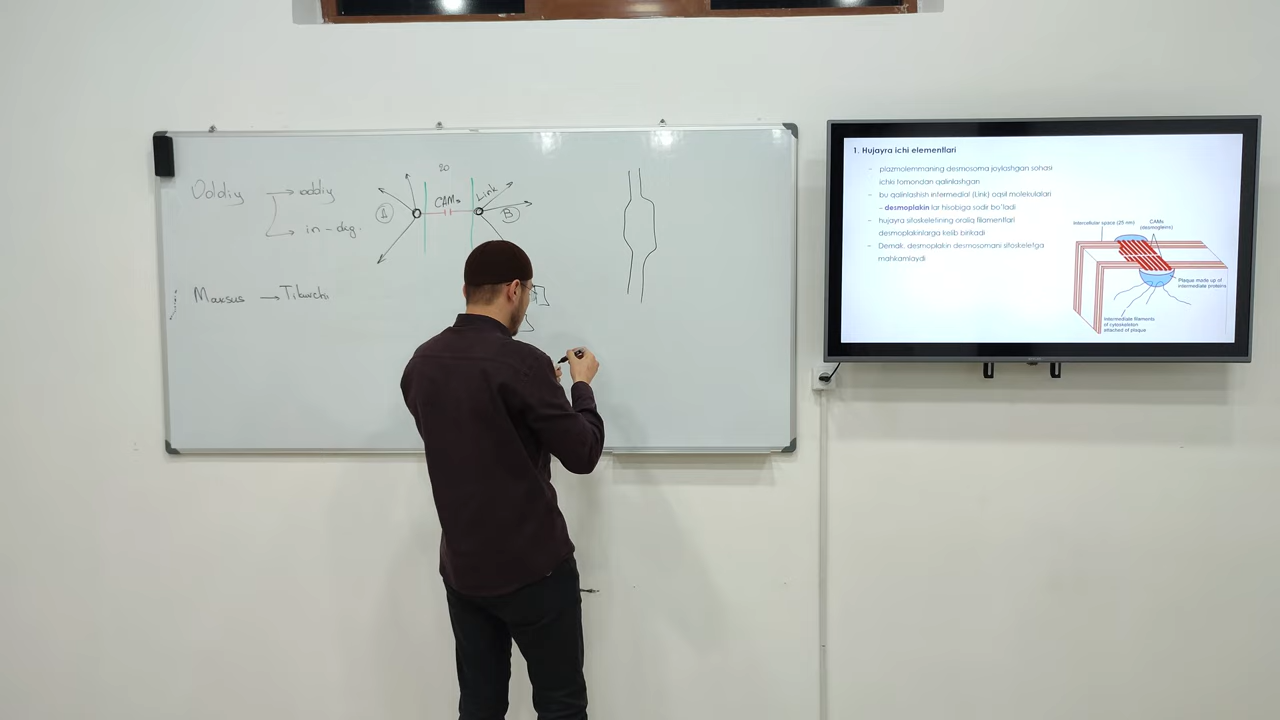 Oddiy → oddiy
→ in-dig.
Maxsus → Tiburchi
20
A
CAMs
Link
B
1. Hujayra ichi elementlari
– plazmolemmaning desmosoma joylashgan sohasi
ichki tomondan qalinlashgan
– bu qalinlashish intermedial (Link) oqsil molekulalari
– desmoplakin lar hisobiga sodir bo'ladi
– hujayra sitoskeletining oraliq filamentlari
desmoplakinlarga kelib birikadi
– Demak, desmoplakin desmosomani sitoskeletga
mahkamlaydi
Intercellular space (25 nm)
CAMs
(desmogleins)
Plaque made up of
intermediate proteins
Intermediate filaments
of cytoskeleton
attached of plaque